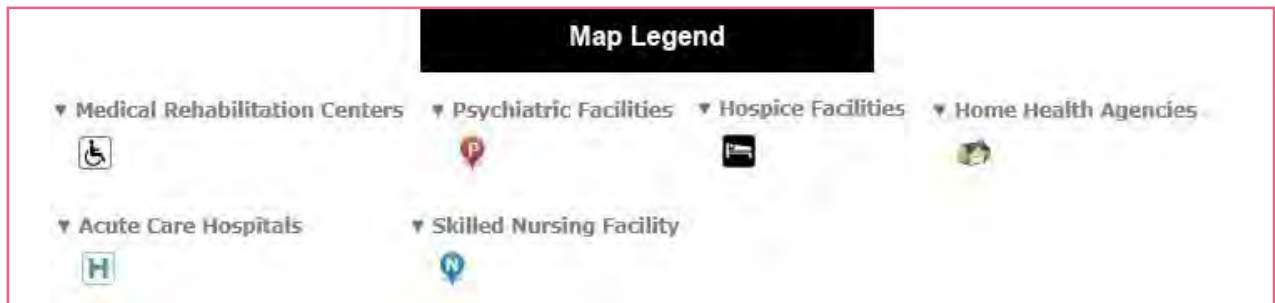 Map Legend
▼ Medical Rehabilitation Centers ▼ Psychiatric Facilities ▼ Hospice Facilities ▼ Home Health Agencies
P
▼ Acute Care Hospitals ▼ Skilled Nursing Facility
H N